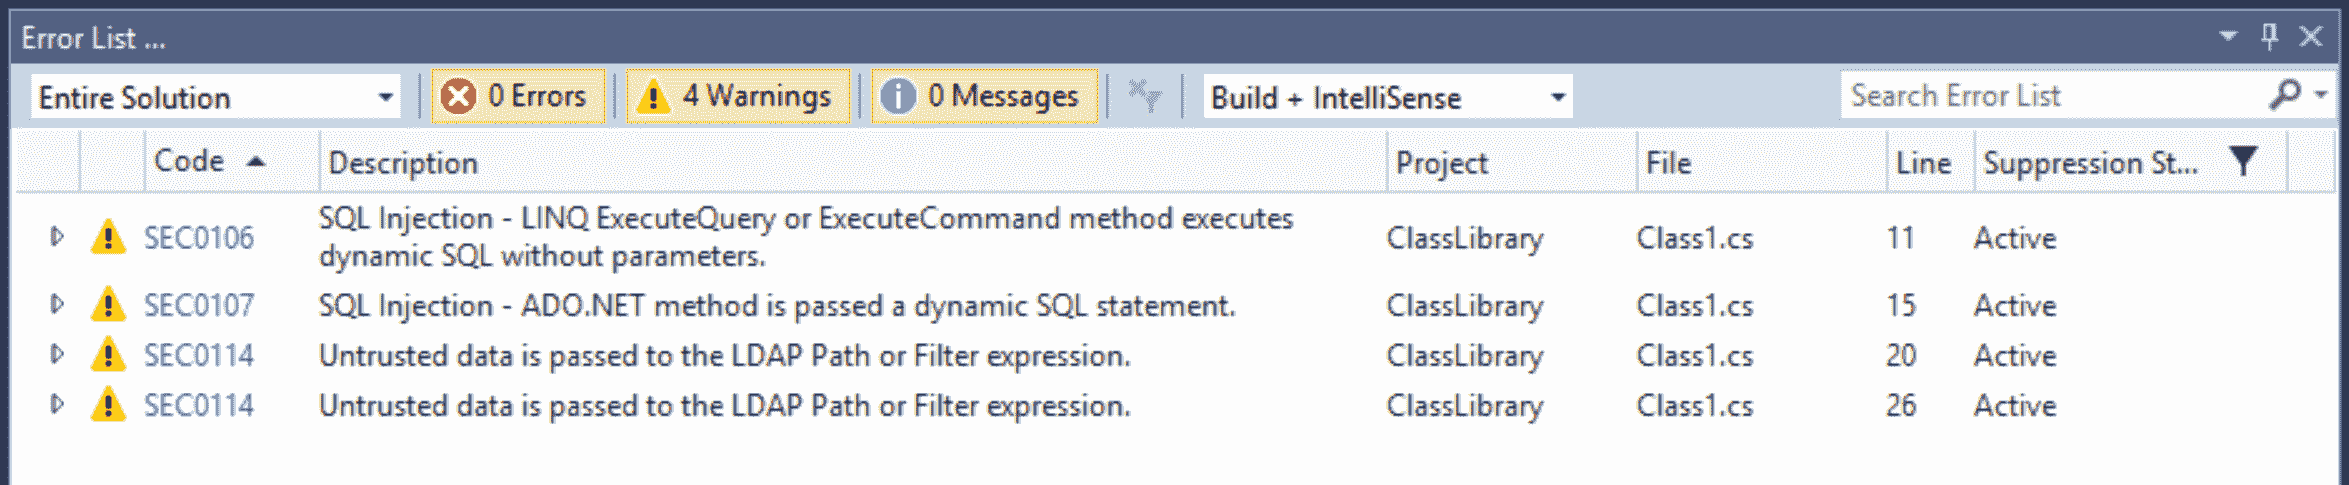 Error List ...
Entire Solution 0 Errors 4 Warnings 0 Messages Build + IntelliSense Search Error List
Code Description Project File Line Suppression St...
SEC0106 SQL Injection - LINQ ExecuteQuery or ExecuteCommand method executes
dynamic SQL without parameters. ClassLibrary Class1.cs 11 Active
SEC0107 SQL Injection - ADO.NET method is passed a dynamic SQL statement. ClassLibrary Class1.cs 15 Active
SEC0114 Untrusted data is passed to the LDAP Path or Filter expression. ClassLibrary Class1.cs 20 Active
SEC0114 Untrusted data is passed to the LDAP Path or Filter expression. ClassLibrary Class1.cs 26 Active